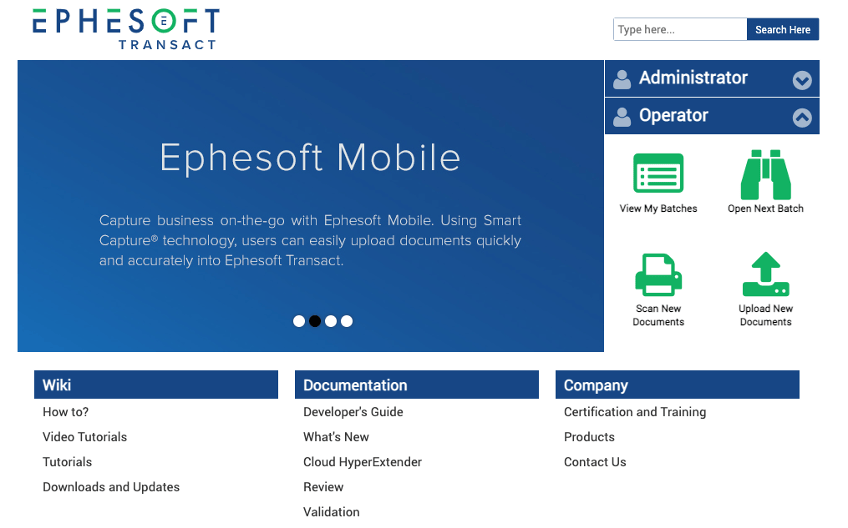 EPHESOFT
TRANSACT
Type here...
Search Here
Ephesoft Mobile
Capture business on-the-go with Ephesoft Mobile. Using Smart
Capture® technology, users can easily upload documents quickly
and accurately into Ephesoft Transact.
Administrator
Operator
View My Batches
Open Next Batch
Scan New
Documents
Upload New
Documents
Wiki
How to?
Video Tutorials
Tutorials
Downloads and Updates
Documentation
Developer's Guide
What's New
Cloud HyperExtender
Review
Validation
Company
Certification and Training
Products
Contact Us